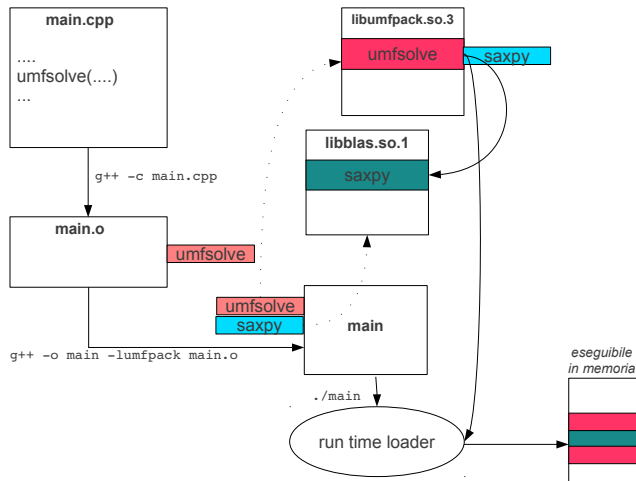 main.cpp
....
umfsolve(....)
...
libumfpack.so.3
umfsolve
saxpy
libblas.so.1
saxpy
g++ -c main.cpp
main.o
umfsolve
umfsolve
saxpy
main
g++ -o main -lumfpack main.o
./main
run time loader
eseguibile
in memoria